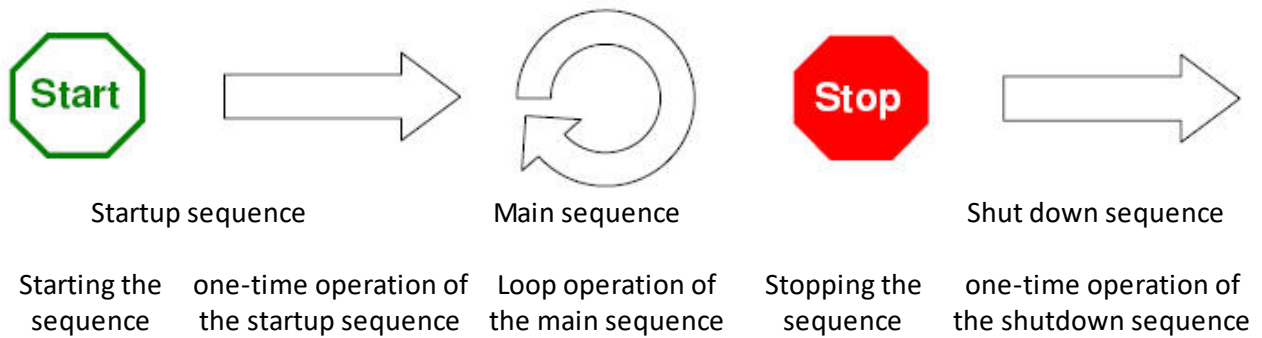 Start
Stop
Startup sequence
Main sequence
Shut down sequence
Starting the
sequence
one-time operation of
the startup sequence
Loop operation of
the main sequence
Stopping the
sequence
one-time operation of
the shutdown sequence